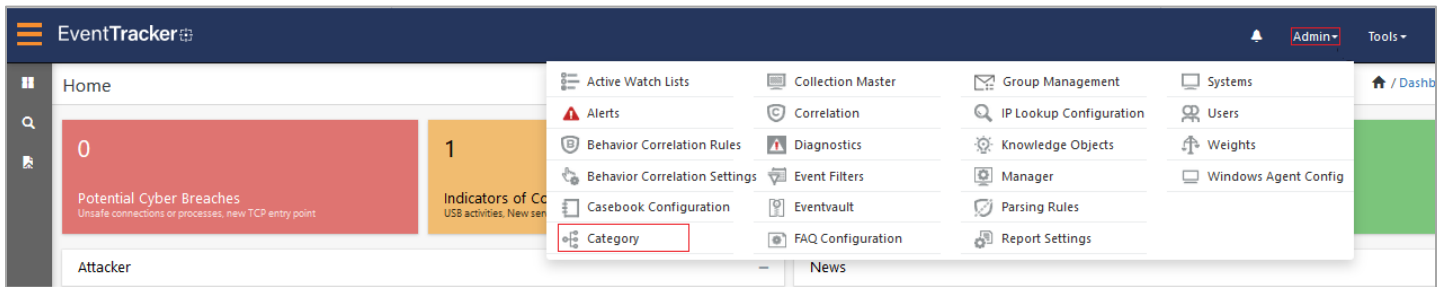 EventTracker
Admin
Tools
Home
/ Dashb
Active Watch Lists
Collection Master
Group Management
Systems
Alerts
Correlation
IP Lookup Configuration
Users
Behavior Correlation Rules
Diagnostics
Knowledge Objects
Weights
Behavior Correlation Settings
Event Filters
Manager
Windows Agent Config
Casebook Configuration
Eventvault
Parsing Rules
Category
FAQ Configuration
Report Settings
0
Potential Cyber Breaches
Unsafe connections or processes, new TCP entry point
1
Indicators of Co
USB activities, New serv
Attacker
News